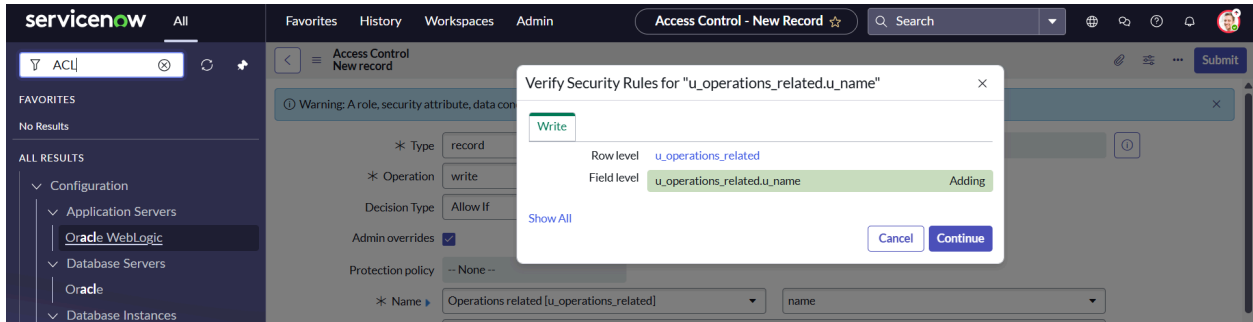 servicenow All Favorites History Workspaces Admin Access Control - New Record Search
ACL
Access Control
New record
Submit
FAVORITES
No Results
ALL RESULTS
Configuration
Application Servers
Oracle WebLogic
Database Servers
Oracle
Database Instances
Warning: A role, security attribute, data con
Type record
Operation write
Decision Type Allow If
Admin overrides
Protection policy -- None --
Name Operations related [u_operations_related] name
Verify Security Rules for "u_operations_related.u_name"
Write
Row level u_operations_related
Field level u_operations_related.u_name Adding
Show All
Cancel Continue